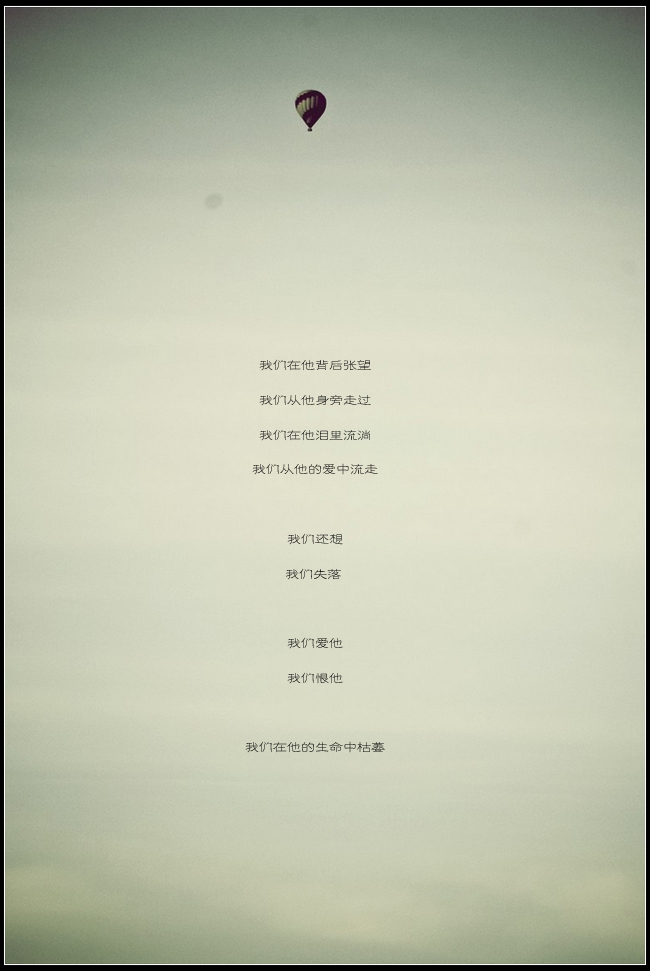 我们在他背后张望
我们从他身旁走过
我们在他泪里流淌
我们从他的爱中流走
我们还想
我们失落
我们爱他
我们恨他
我们在他的生命中枯萎